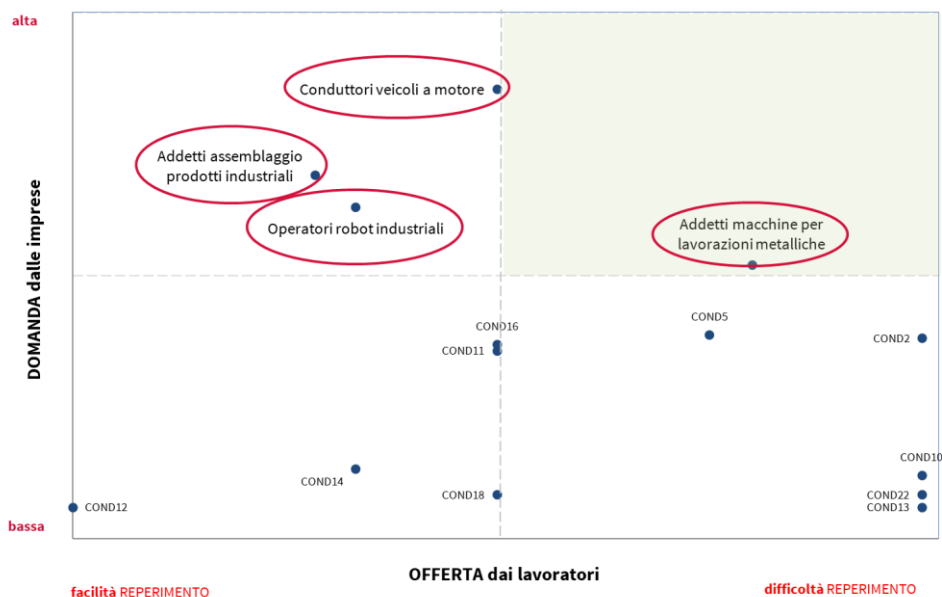 alta
Conduttori veicoli a motore
Addetti assemblaggio
prodotti industriali
Operatori robot industriali
Addetti macchine per
lavorazioni metalliche
DOMANDA dalle imprese
COND16
COND11
COND5
COND2
COND14
COND18
COND10
COND22
COND13
COND12
bassa
OFFERTA dai lavoratori
facilità REPERIMENTO
difficoltà REPERIMENTO